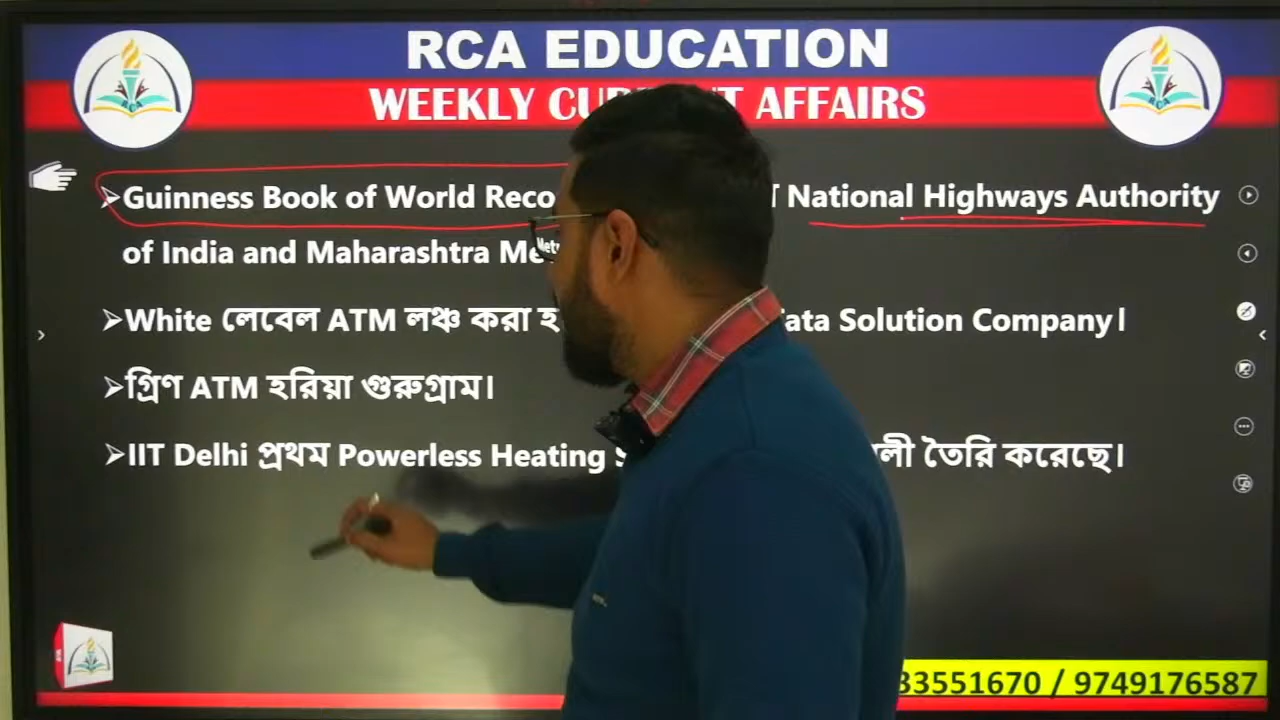 RCA EDUCATION
WEEKLY CU T AFFAIRS
➢Guinness Book of World Reco National Highways Authority
of India and Maharashtra Me
➢White লেবেল ATM লঞ্চ করা হ Tata Solution Company।
➢গ্রিণ ATM হরিয়া গুরুগ্রাম।
➢IIT Delhi প্রথম Powerless Heating তৈরি করেছে।
33551670 / 9749176587